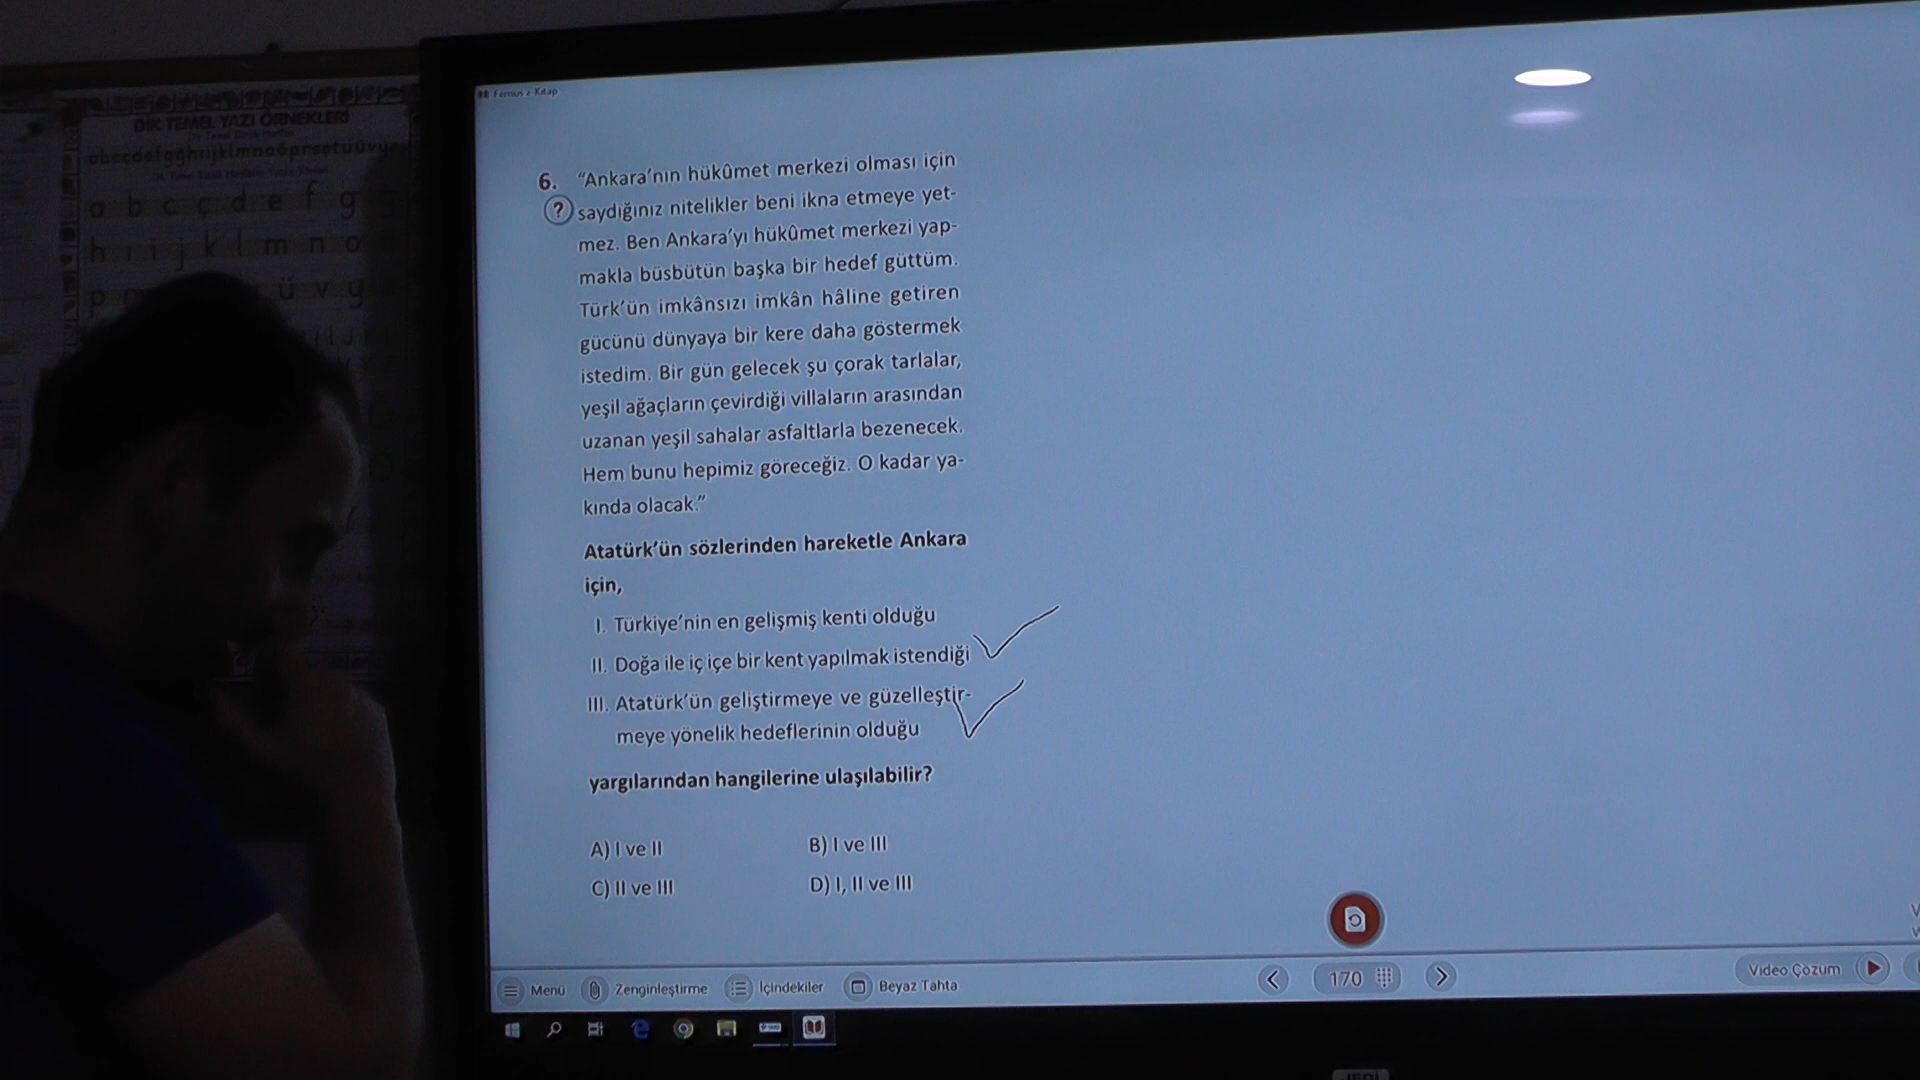 DİK TEMEL YAZI ÖRNEKLERİ
a b c ç d e f g
h ı i j k l m n o
p
ü v y
Fernus z-Kitap
6. “Ankara’nın hükûmet merkezi olması için
? saydığınız nitelikler beni ikna etmeye yet-
mez. Ben Ankara’yı hükûmet merkezi yap-
makla büsbütün başka bir hedef güttüm.
Türk’ün imkânsızı imkân hâline getiren
gücünü dünyaya bir kere daha göstermek
istedim. Bir gün gelecek şu çorak tarlalar,
yeşil ağaçların çevirdiği villaların arasından
uzanan yeşil sahalar asfaltlarla bezenecek.
Hem bunu hepimiz göreceğiz. O kadar ya-
kında olacak.”
Atatürk’ün sözlerinden hareketle Ankara
için,
I. Türkiye’nin en gelişmiş kenti olduğu
II. Doğa ile iç içe bir kent yapılmak istendiği
III. Atatürk’ün geliştirmeye ve güzelleştir-
meye yönelik hedeflerinin olduğu
yargılarından hangilerine ulaşılabilir?
A) I ve II B) I ve III
C) II ve III D) I, II ve III
Menü Zenginleştirme İçindekiler Beyaz Tahta 170 Video Çözüm